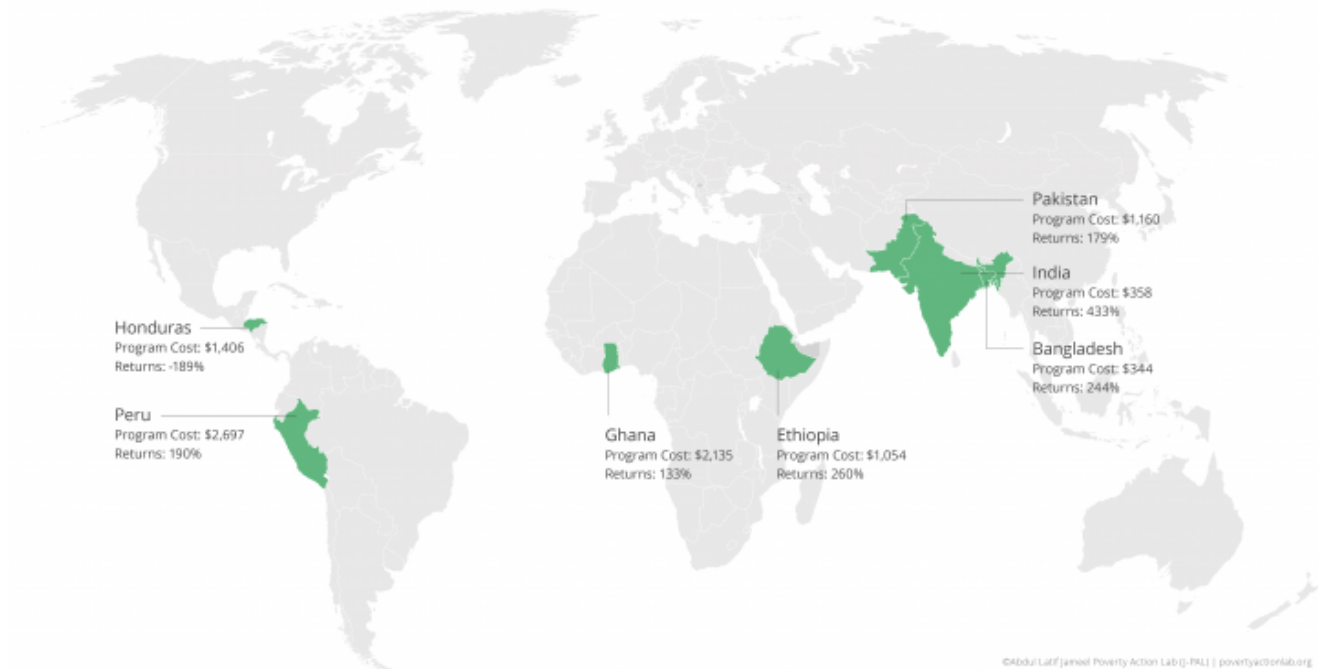 Pakistan
Program Cost: $1,160
Returns: 179%
India
Program Cost: $358
Returns: 433%
Bangladesh
Program Cost: $344
Returns: 244%
Honduras
Program Cost: $1,406
Returns: -189%
Peru
Program Cost: $2,697
Returns: 190%
Ghana
Program Cost: $2,135
Returns: 133%
Ethiopia
Program Cost: $1,054
Returns: 260%
©Abdul Latif Jameel Poverty Action Lab (J-PAL) | povertyactionlab.org